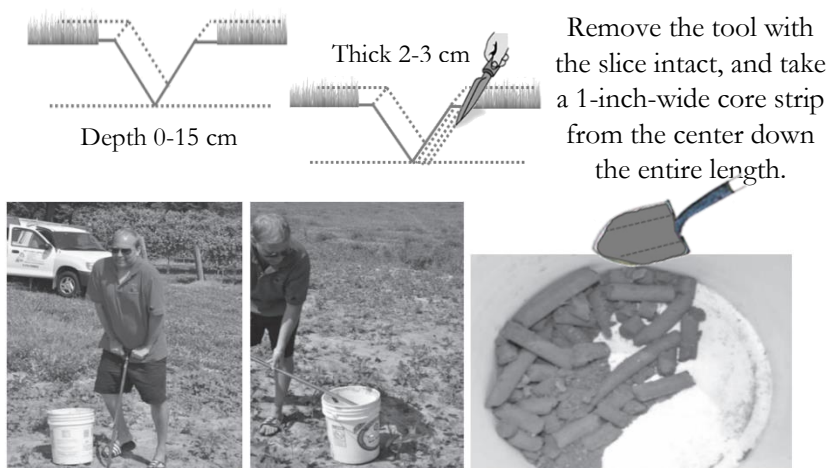 Depth 0-15 cm
Thick 2-3 cm
Remove the tool with
the slice intact, and take
a 1-inch-wide core strip
from the center down
the entire length.